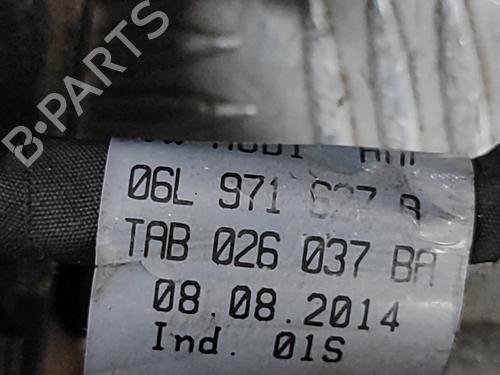 B-PARTS
06L 971
TAB 026 037 BA
08.08.2014
Ind. 01S